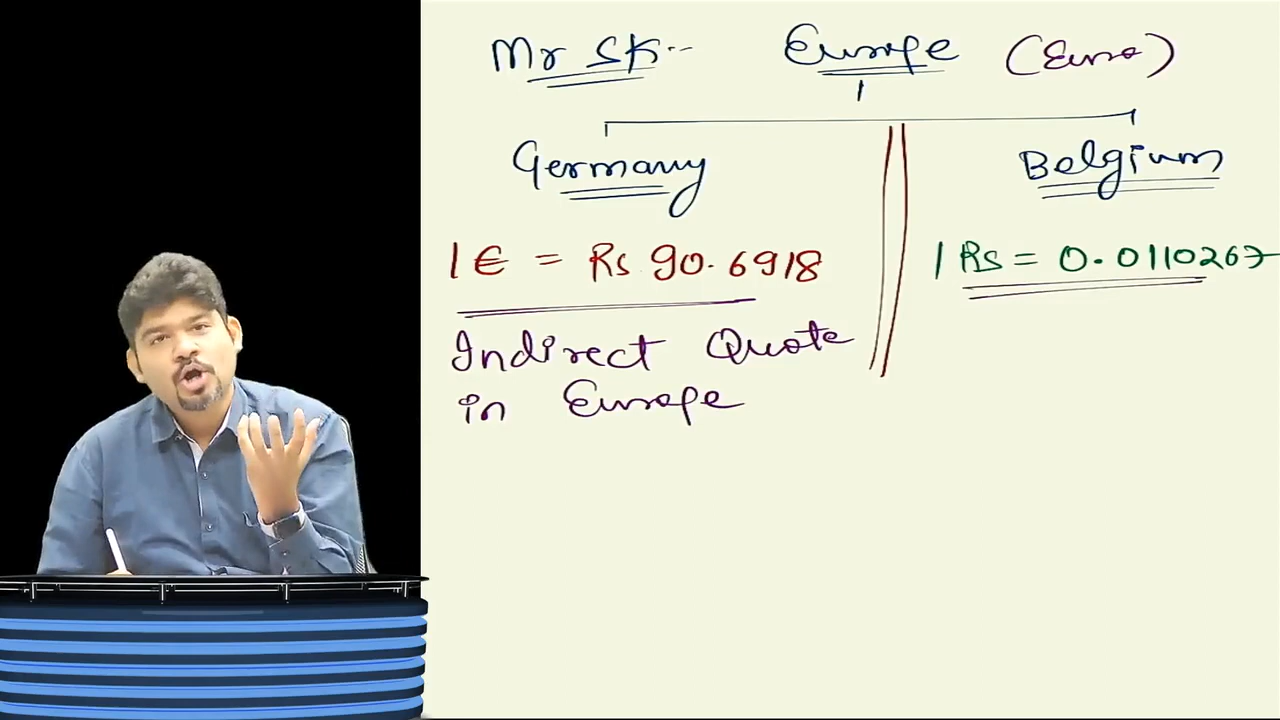 Mr SK.. Europe (Euro)
Germany
Belgium
1 € = Rs 90.6918
1 Rs = 0.0110267
Indirect Quote
in Europe